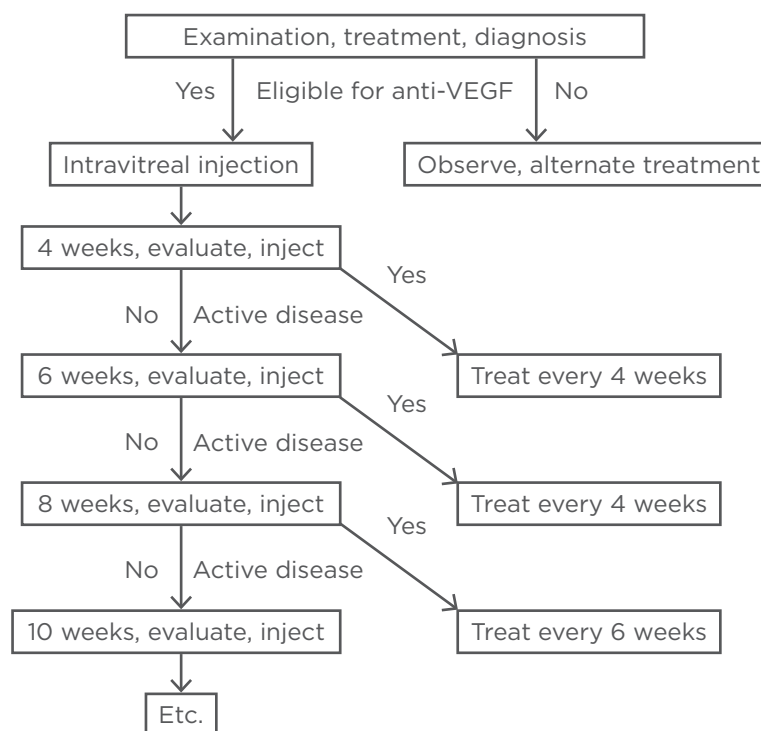 Examination, treatment, diagnosis
Yes Eligible for anti-VEGF No
Intravitreal injection
Observe, alternate treatment
4 weeks, evaluate, inject
Yes
No Active disease
6 weeks, evaluate, inject
Treat every 4 weeks
Yes
No Active disease
8 weeks, evaluate, inject
Treat every 4 weeks
Yes
No Active disease
10 weeks, evaluate, inject
Treat every 6 weeks
Etc.